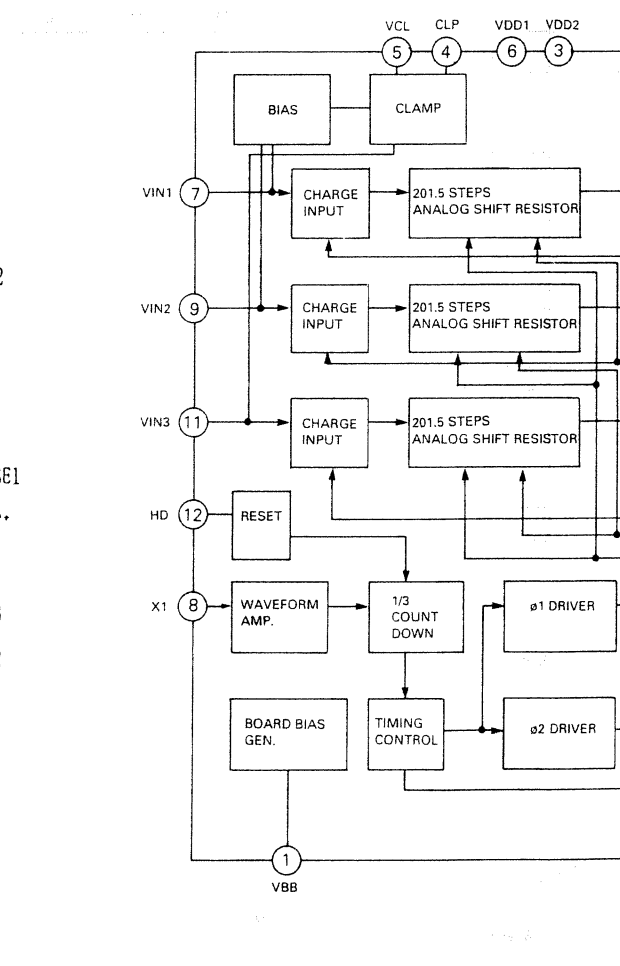 VCL CLP VDD1 VDD2
5 4 6 3
BIAS
CLAMP
VIN1 7
CHARGE
INPUT
201.5 STEPS
ANALOG SHIFT RESISTOR
2
VIN2 9
CHARGE
INPUT
201.5 STEPS
ANALOG SHIFT RESISTOR
VIN3 11
CHARGE
INPUT
201.5 STEPS
ANALOG SHIFT RESISTOR
SE1
HD 12
RESET
X1 8
WAVEFORM
AMP.
1/3
COUNT
DOWN
ø1 DRIVER
BOARD BIAS
GEN.
TIMING
CONTROL
ø2 DRIVER
1
VBB